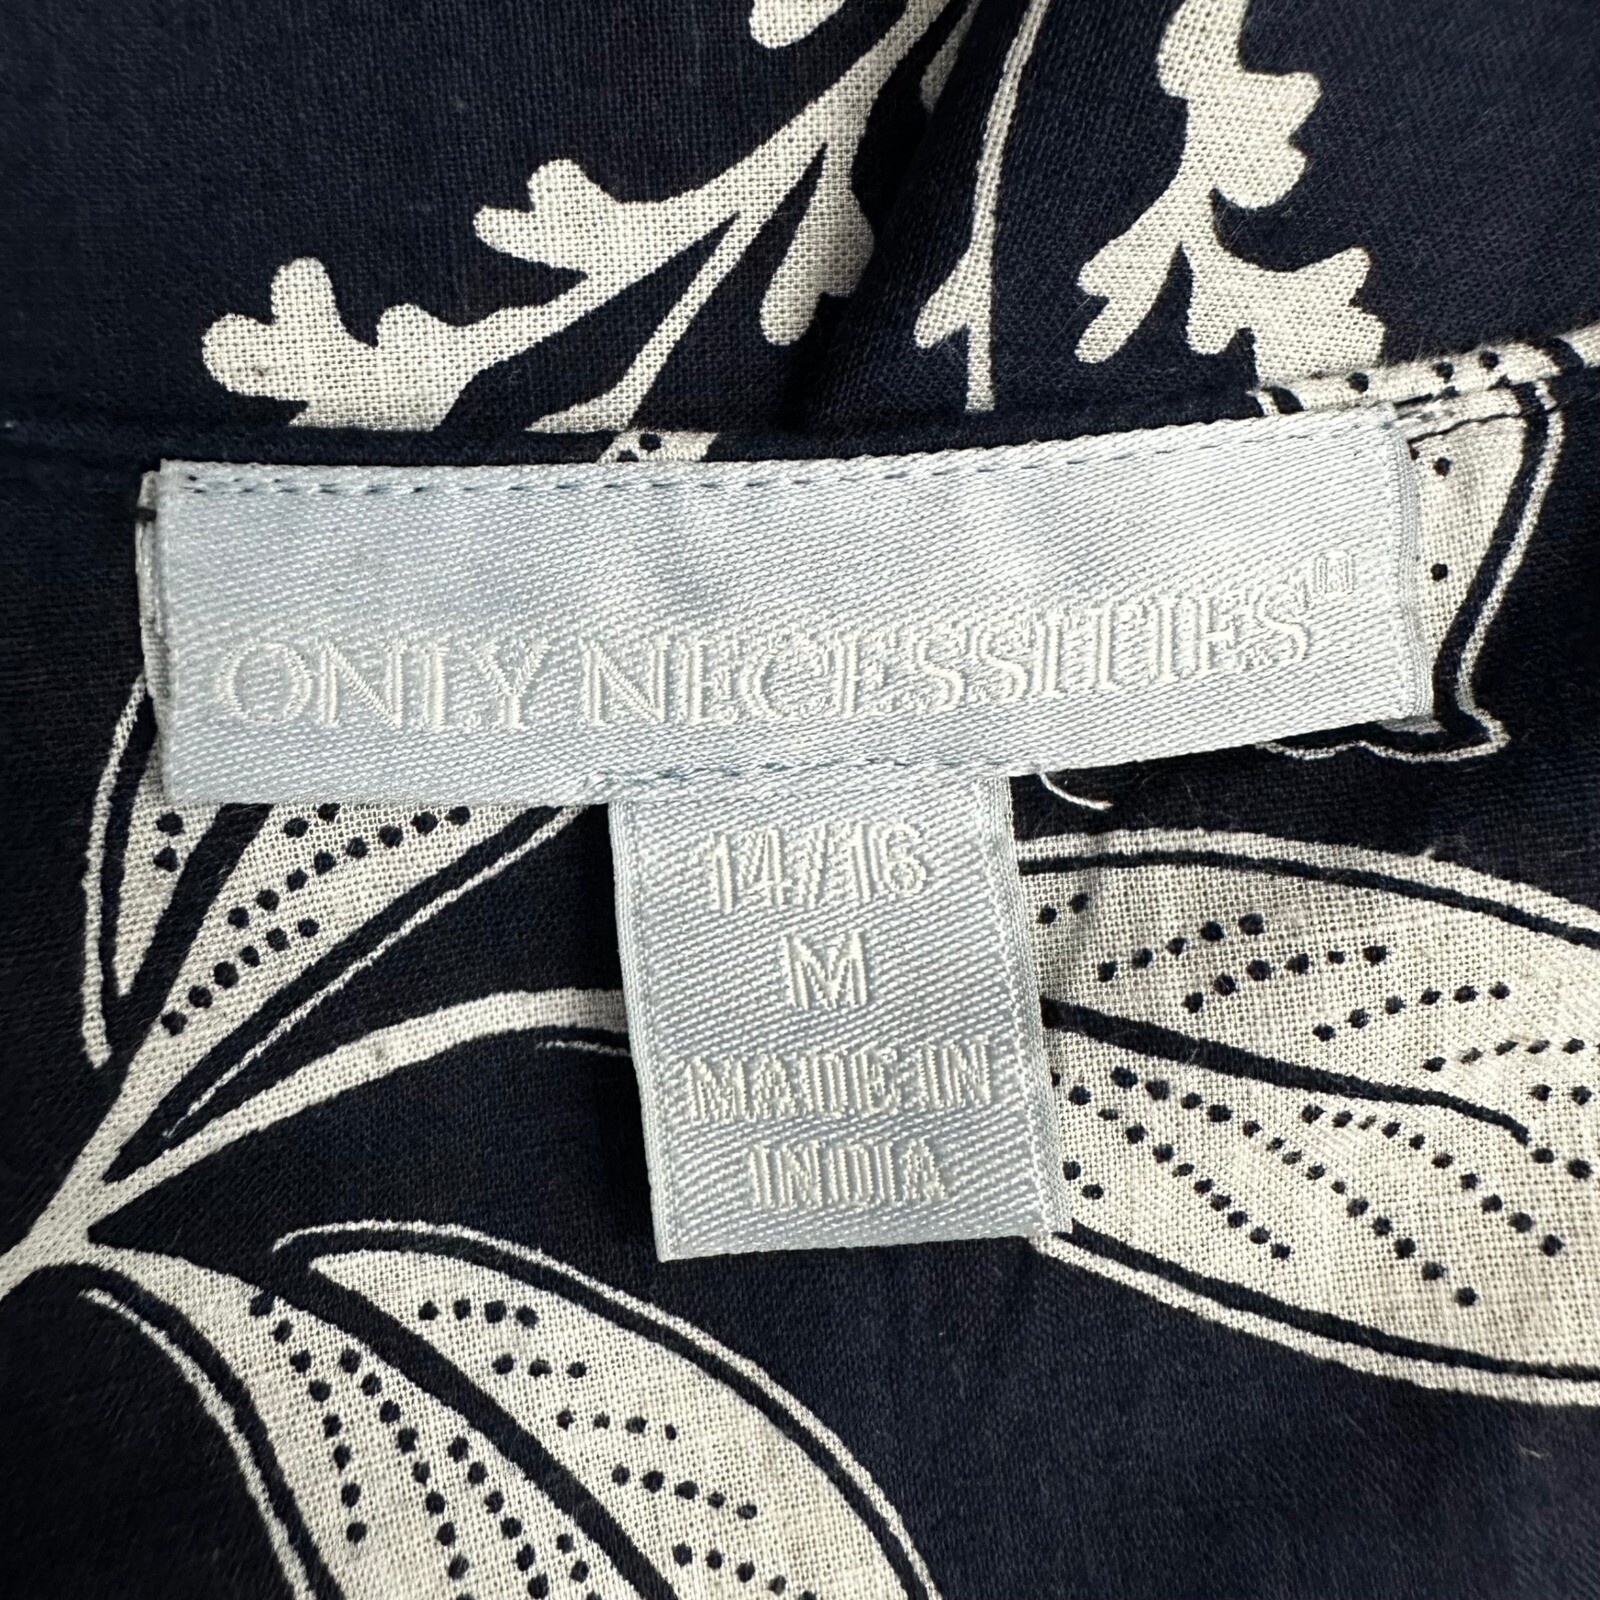 ONLY NECESSITIES
14/16
M
MADE IN
INDIA